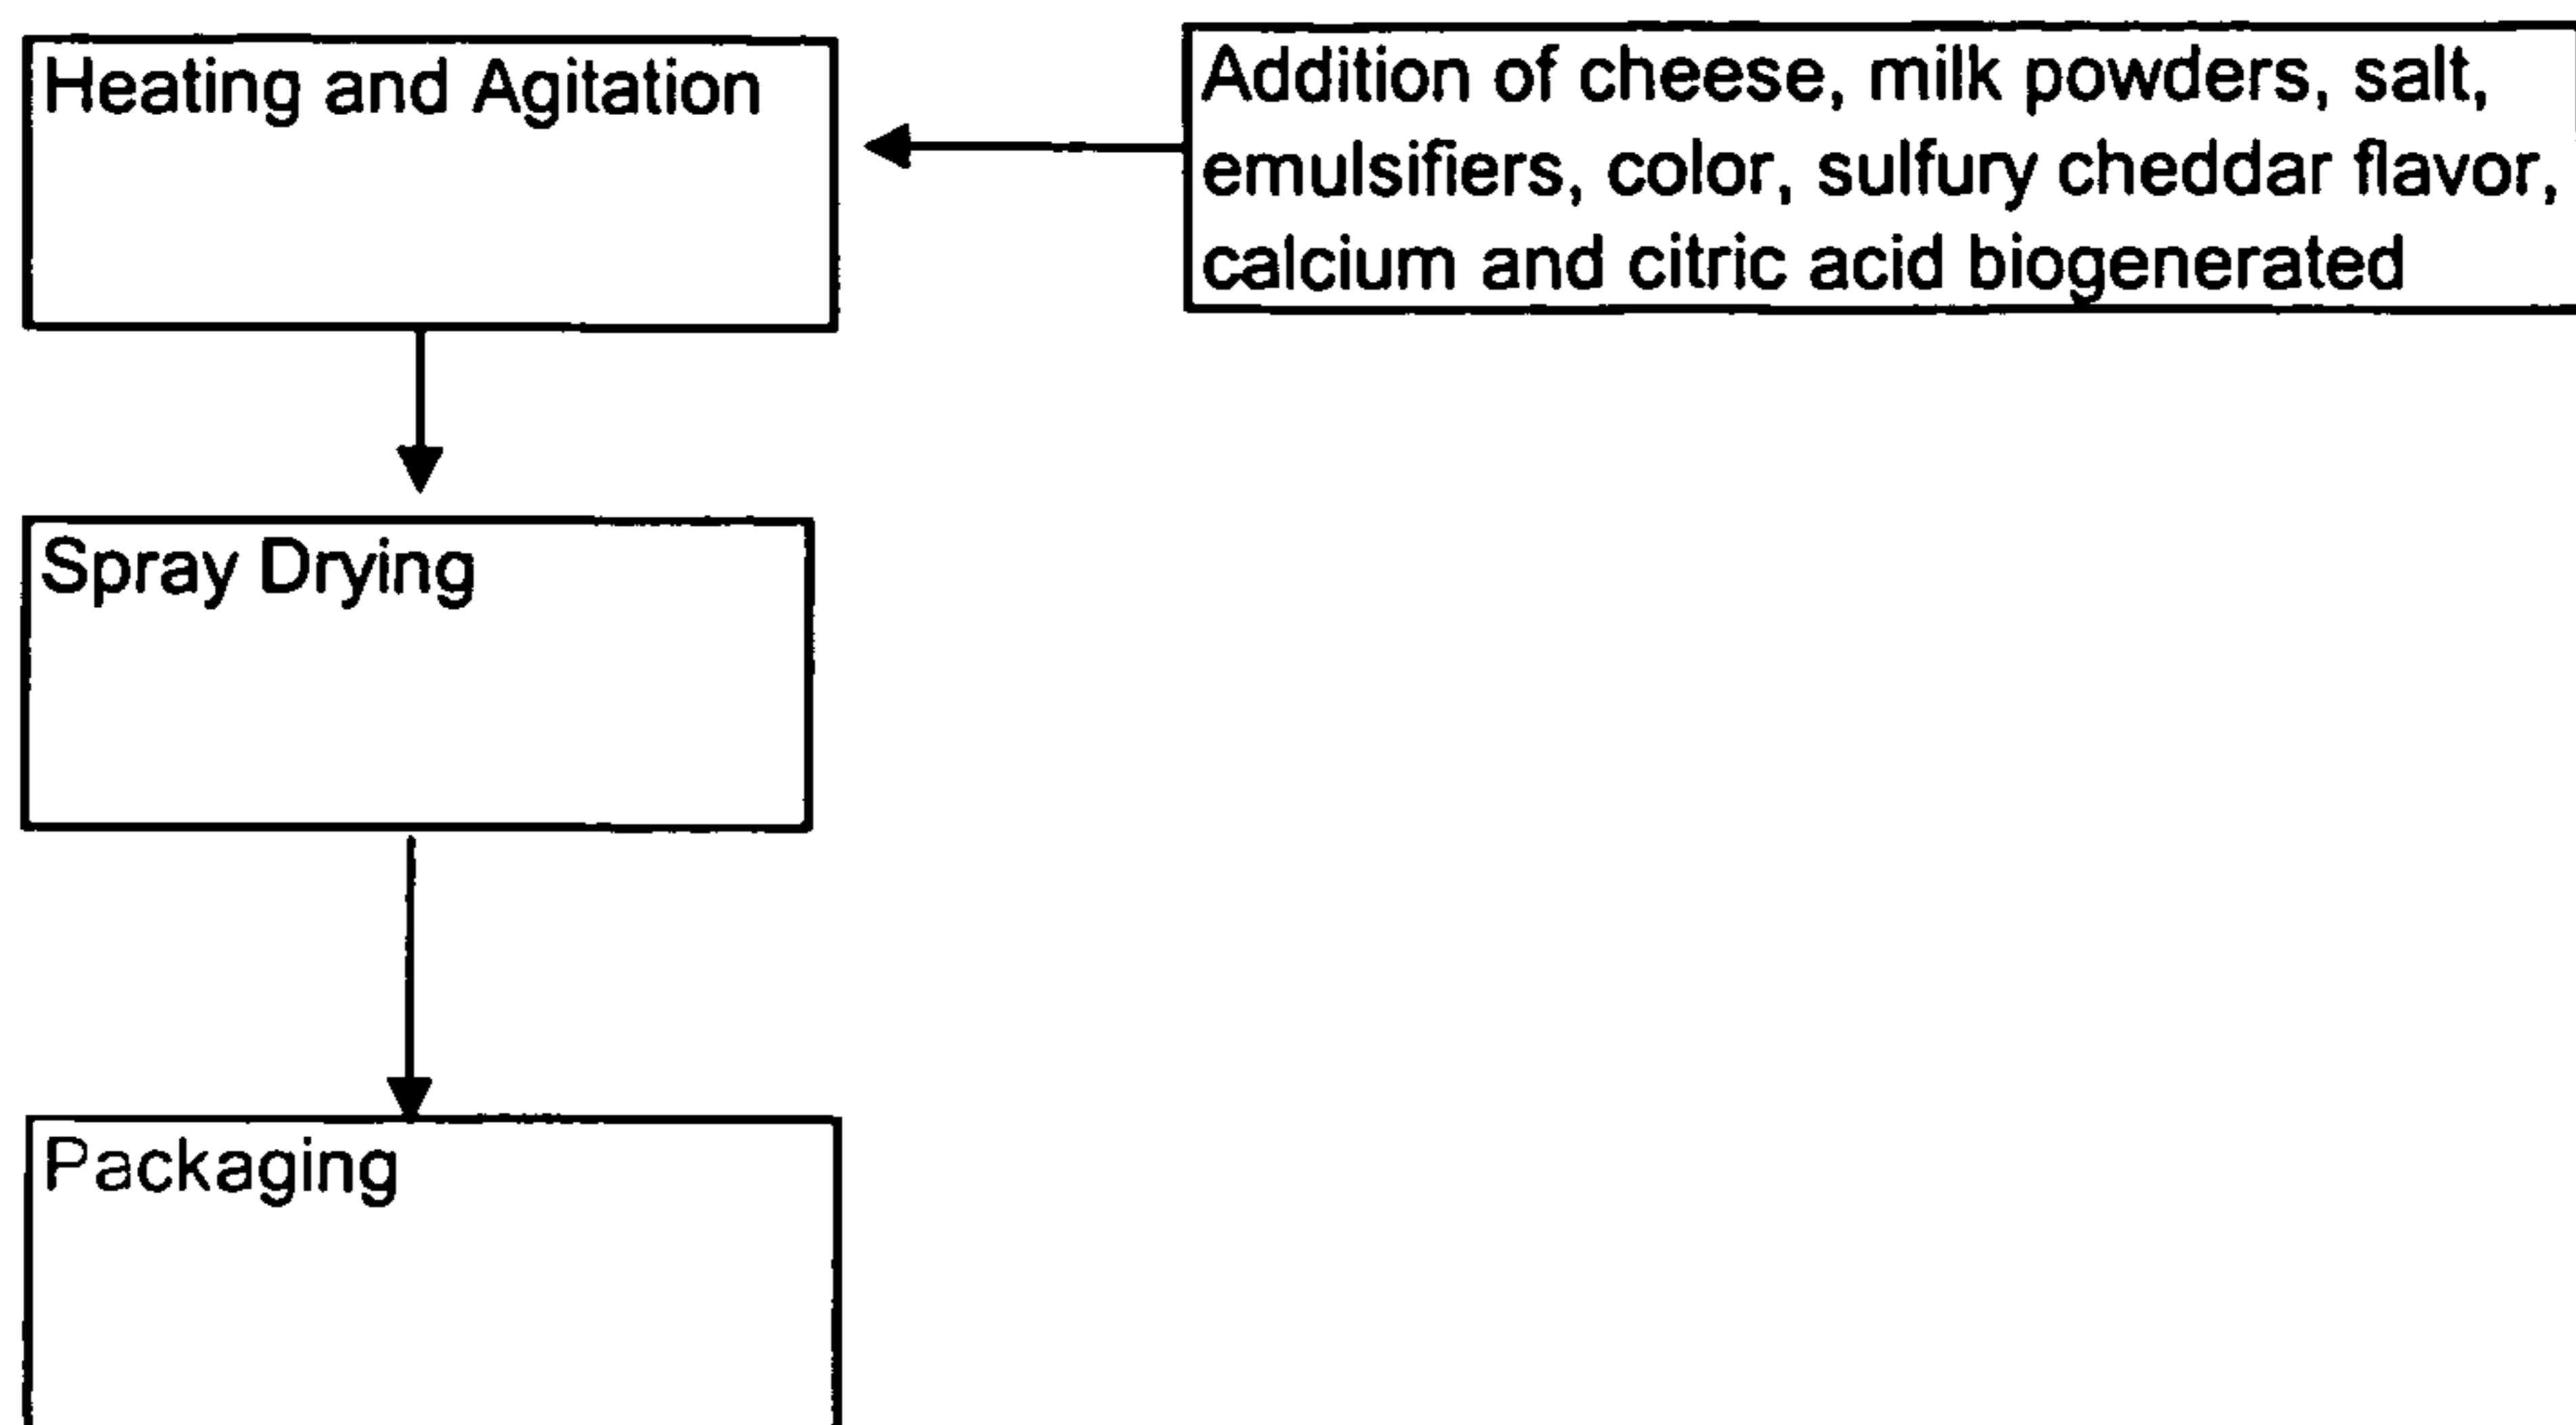 Heating and Agitation
Addition of cheese, milk powders, salt,
emulsifiers, color, sulfury cheddar flavor,
calcium and citric acid biogenerated
Spray Drying
Packaging